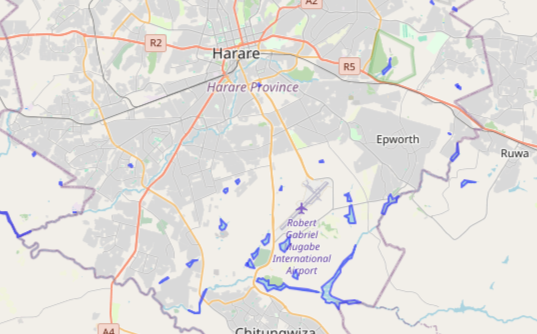 A2
R2
Harare
R5
Harare Province
Epworth
Ruwa
Robert
Gabriel
Mugabe
International
Airport
A4
Chitungwiza